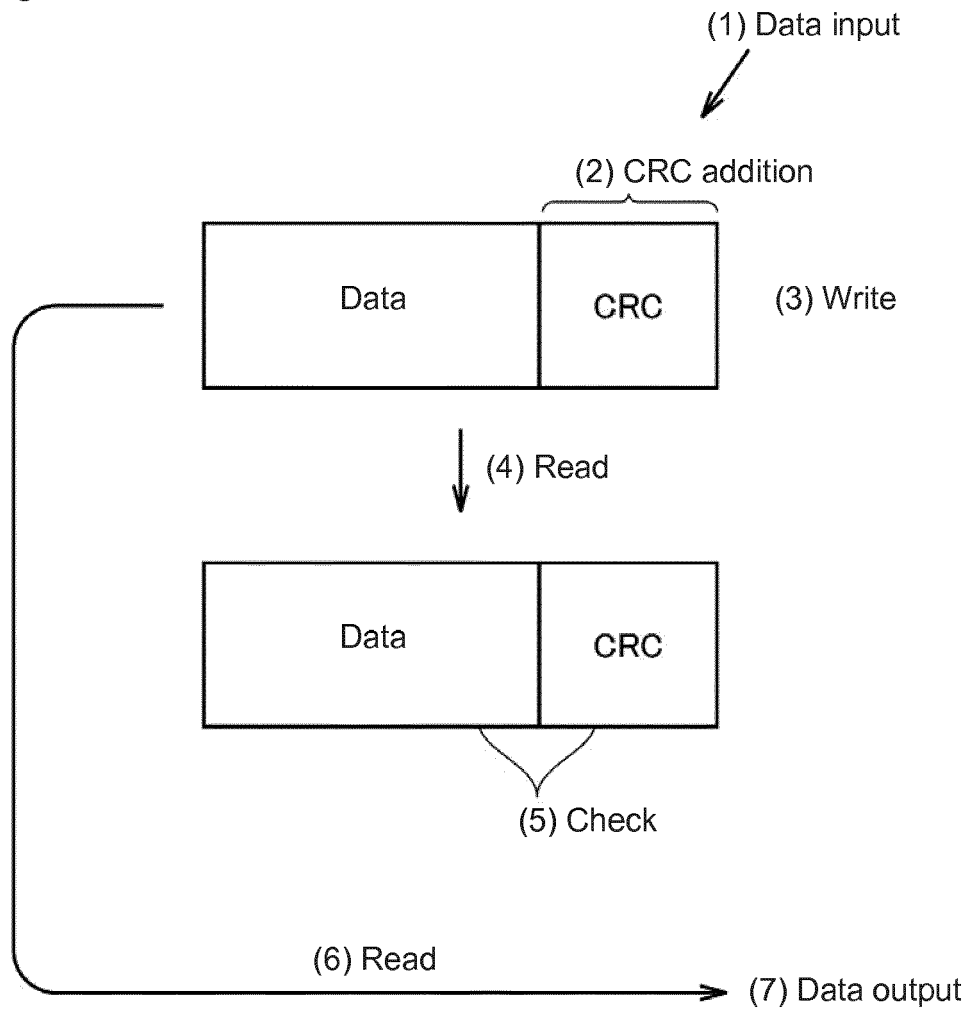 (1) Data input
(2) CRC addition
Data
CRC
(3) Write
(4) Read
Data
CRC
(5) Check
(6) Read
(7) Data output